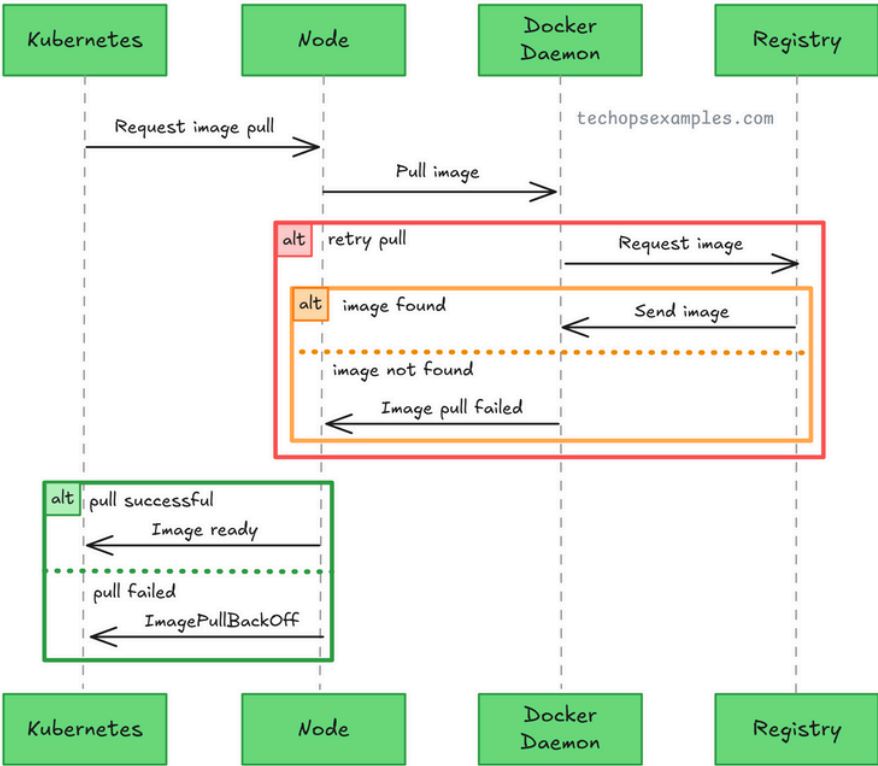 Kubernetes
Node
Docker
Daemon
Registry
techopsexamples.com
Request image pull
Pull image
alt
retry pull
Request image
alt
image found
Send image
image not found
Image pull failed
alt
pull successful
Image ready
pull failed
ImagePullBackOff
Kubernetes
Node
Docker
Daemon
Registry